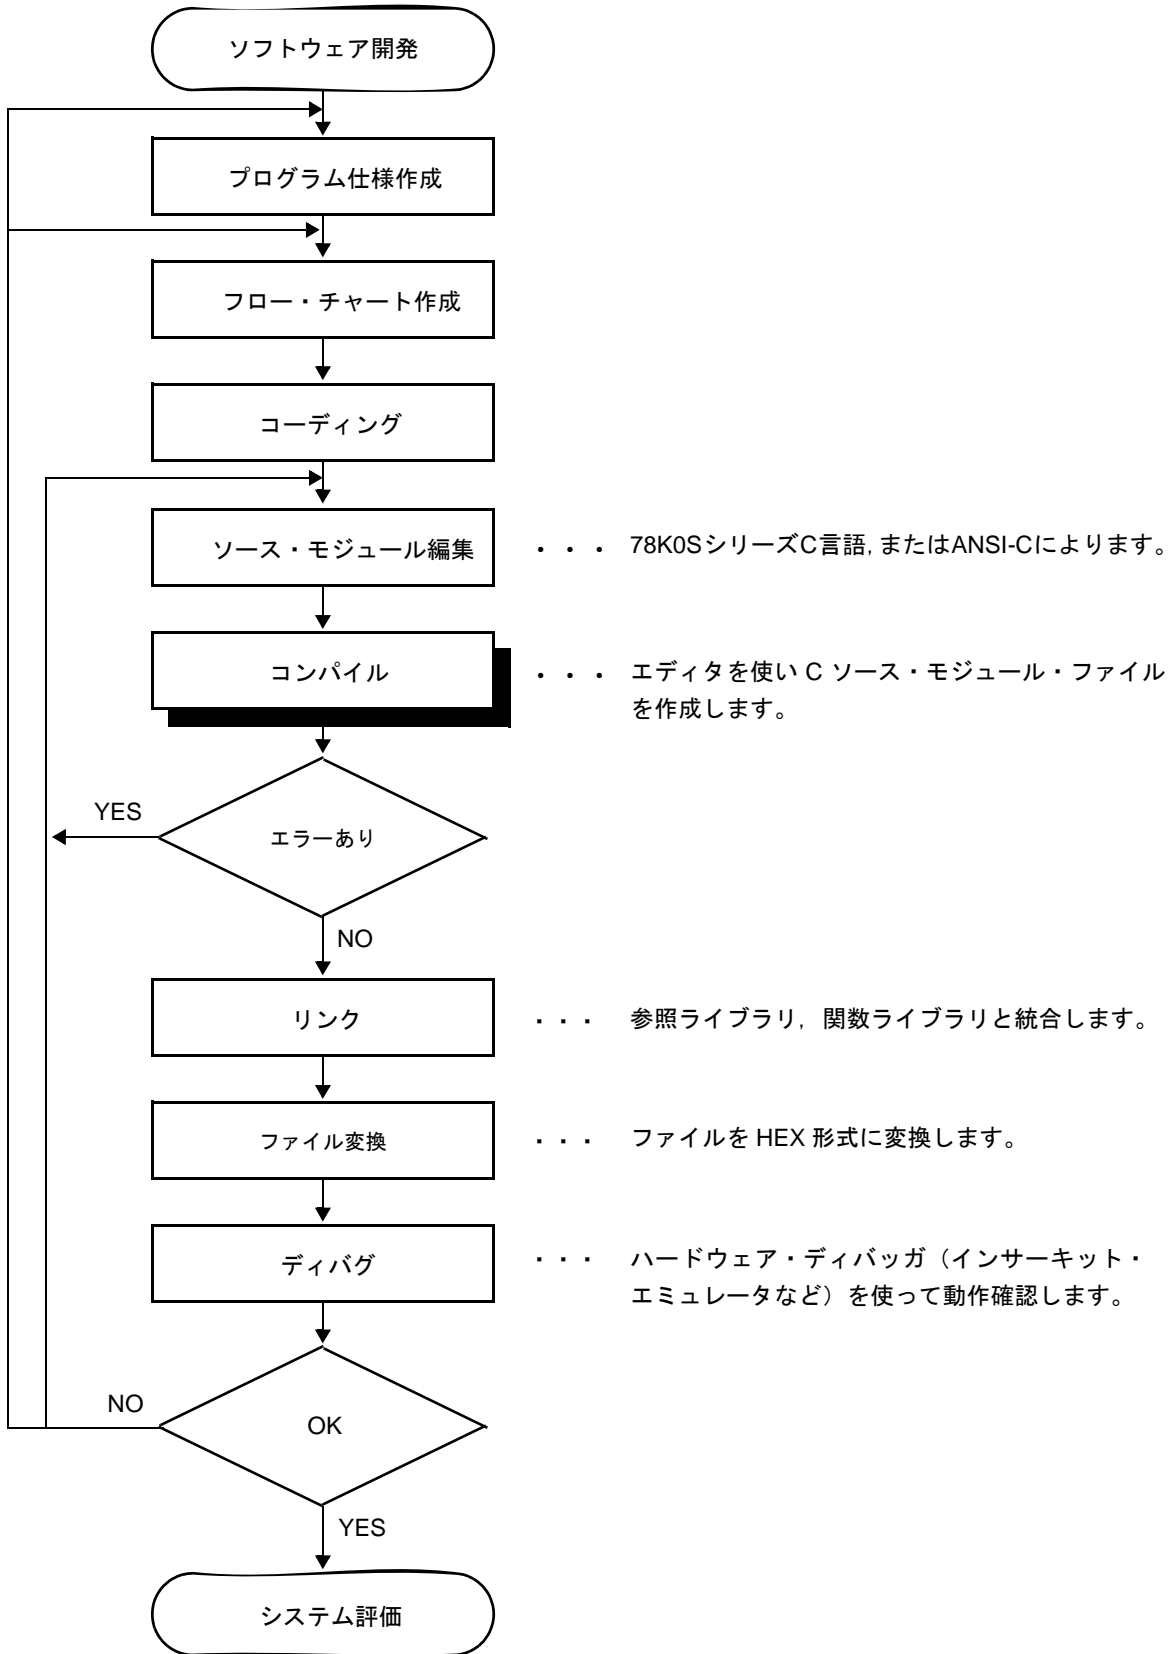 ソフトウェア開発
プログラム仕様作成
フロー・チャート作成
コーディング
ソース・モジュール編集 ・・・ 78K0SシリーズC言語, またはANSI-Cによります。
コンパイル ・・・ エディタを使い C ソース・モジュール・ファイル
を作成します。
YES
エラーあり
NO
リンク ・・・ 参照ライブラリ, 関数ライブラリと統合します。
ファイル変換 ・・・ ファイルを HEX 形式に変換します。
ディバグ ・・・ ハードウェア・ディバッガ（インサーキット・
エミュレータなど）を使って動作確認します。
NO
OK
YES
システム評価